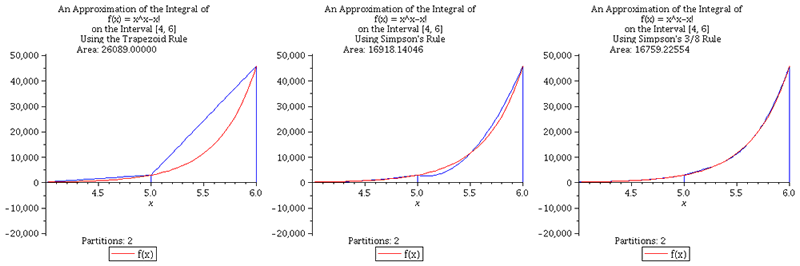 An Approximation of the Integral of
f(x) = x^x–x!
on the Interval [4, 6]
Using the Trapezoid Rule
Area: 26089.00000
50,000
40,000
30,000
20,000
10,000
0
−10,000
−20,000
4.5
5.0
5.5
6.0
x
Partitions: 2
f(x)
An Approximation of the Integral of
f(x) = x^x–x!
on the Interval [4, 6]
Using Simpson's Rule
Area: 16918.14046
50,000
40,000
30,000
20,000
10,000
0
−10,000
−20,000
4.5
5.0
5.5
6.0
x
Partitions: 2
f(x)
An Approximation of the Integral of
f(x) = x^x–x!
on the Interval [4, 6]
Using Simpson's 3/8 Rule
Area: 16759.22554
50,000
40,000
30,000
20,000
10,000
0
−10,000
−20,000
4.5
5.0
5.5
6.0
x
Partitions: 2
f(x)